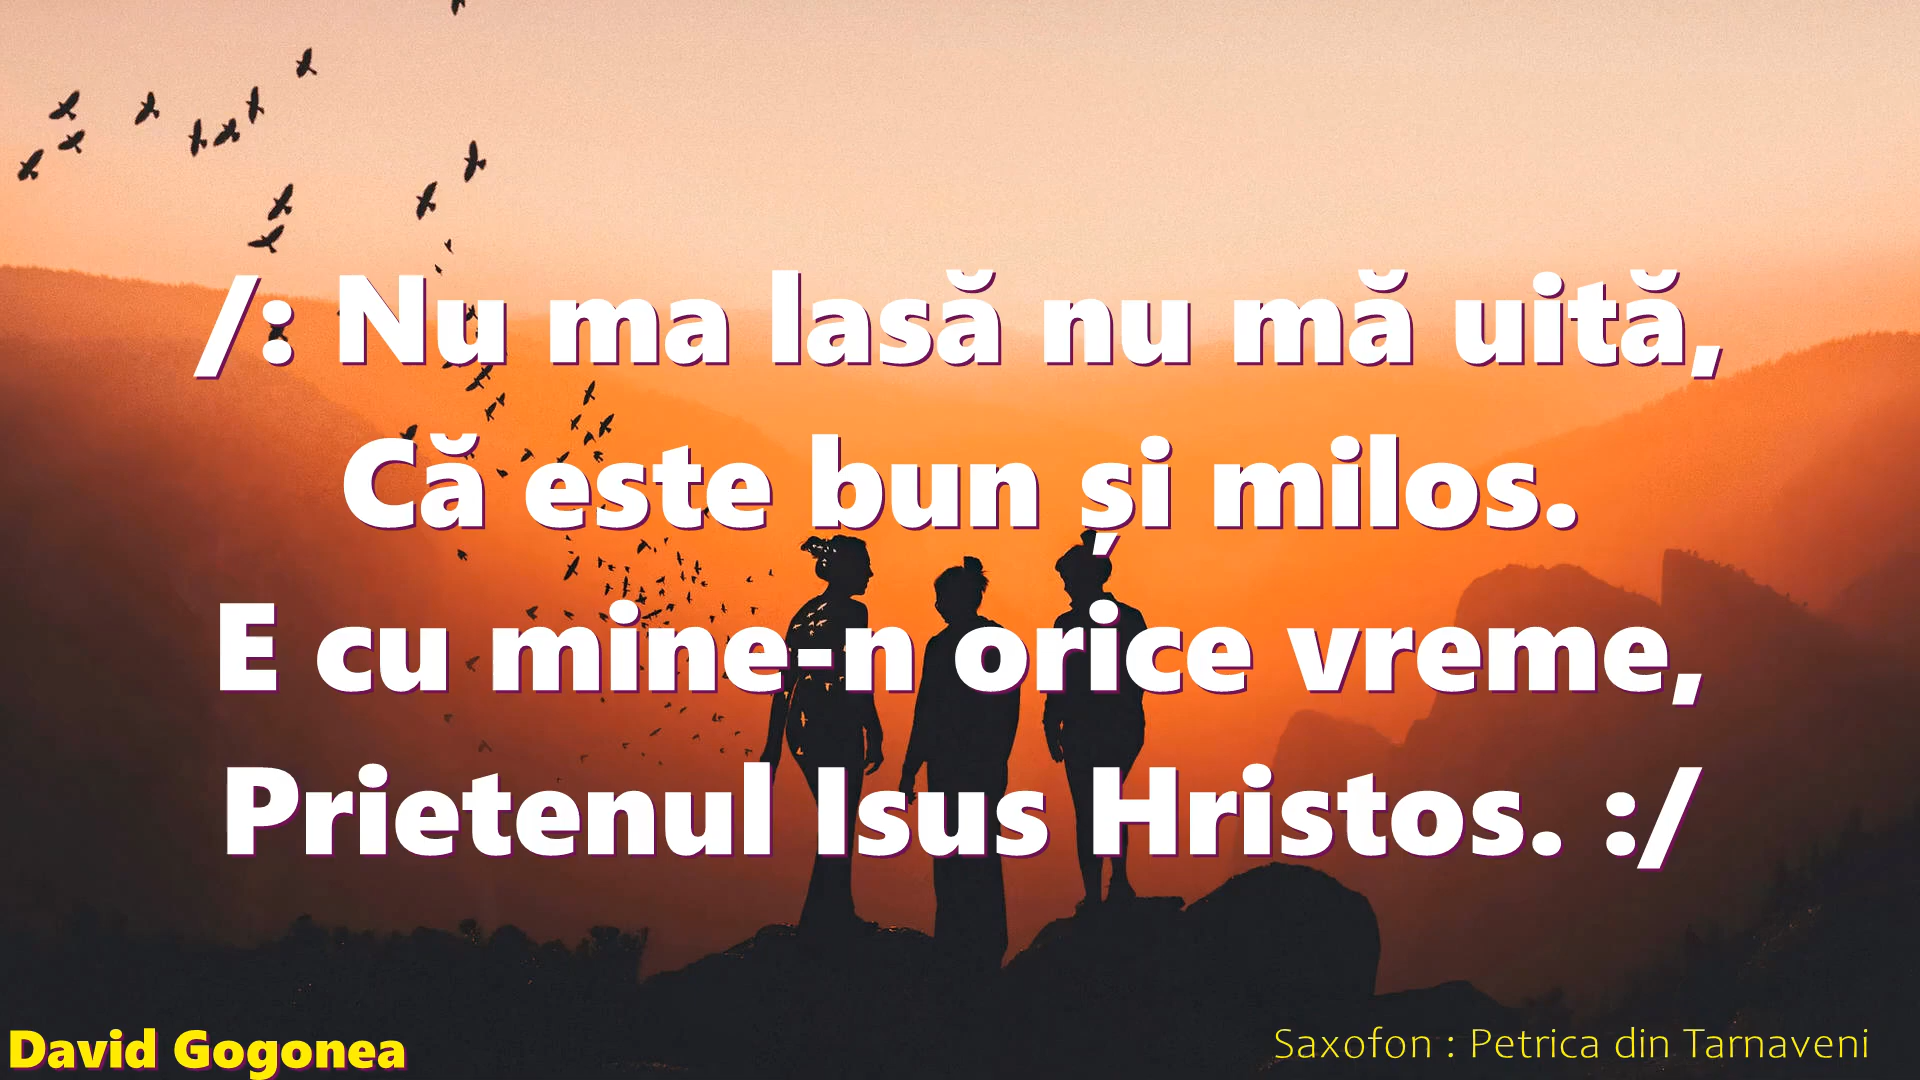 /: Nu ma lasă nu mă uită,
Că este bun și milos.
E cu mine-n orice vreme,
Prietenul Isus Hristos. :/
David Gogonea
Saxofon : Petrica din Tarnaveni